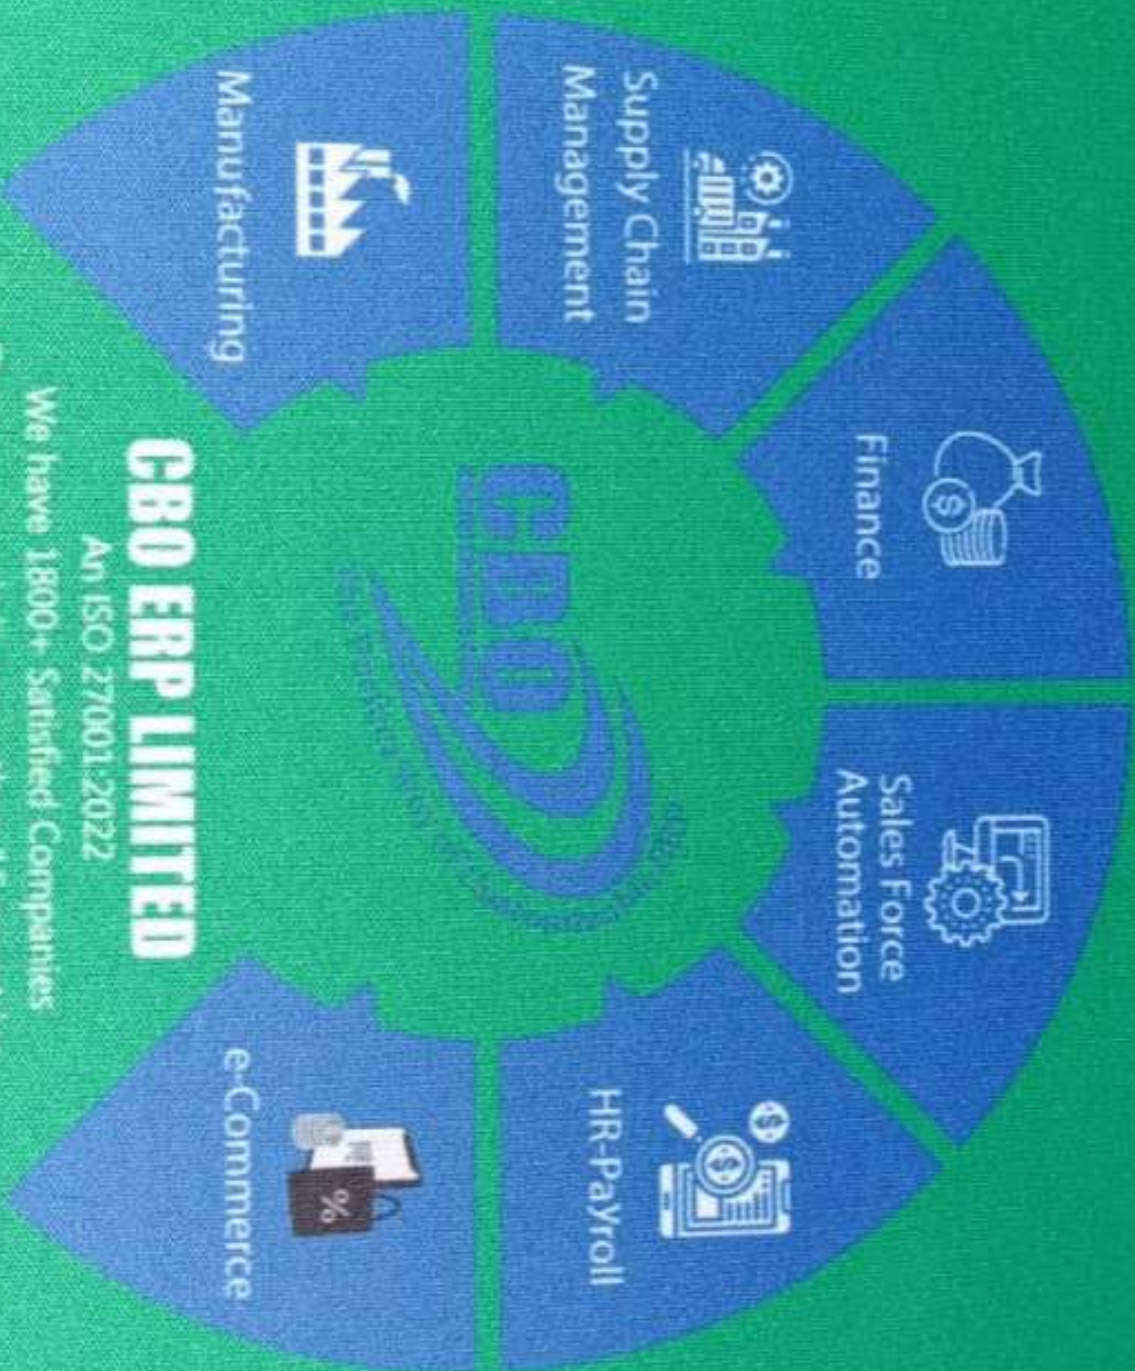 Manufacturing
Supply Chain
Management
Finance
Sales Force
Automation
HR-Payroll
e-Commerce
CBO
CBO ERP LIMITED
An ISO 27001:2022
We have 1800+ Satisfied Companies